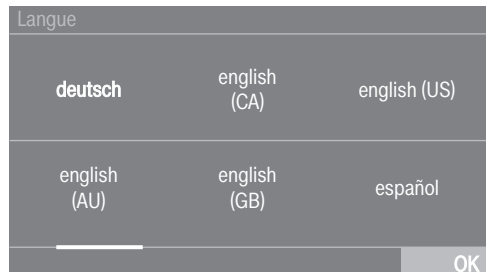 Langue
deutsch
english
(CA)
english (US)
english
(AU)
english
(GB)
español
OK